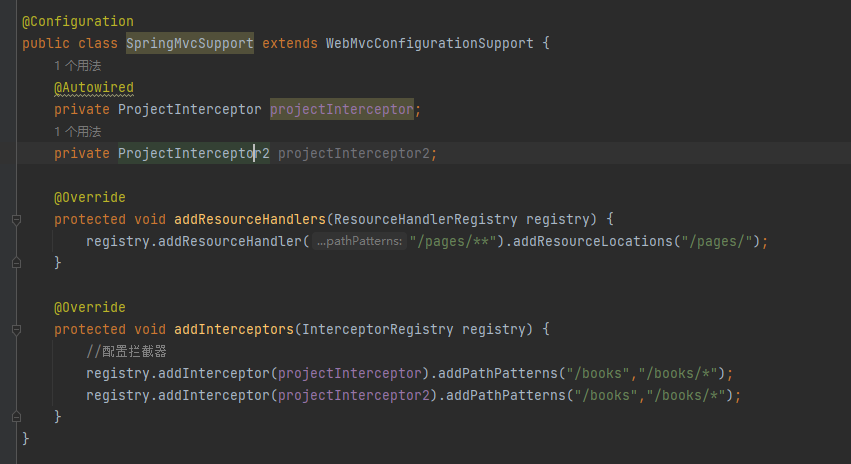 @Configuration
public class SpringMvcSupport extends WebMvcConfigurationSupport {
1 个用法
@Autowired
private ProjectInterceptor projectInterceptor;
1 个用法
private ProjectInterceptor2 projectInterceptor2;
@Override
protected void addResourceHandlers(ResourceHandlerRegistry registry) {
registry.addResourceHandler( ...pathPatterns: "/pages/**").addResourceLocations("/pages/");
}
@Override
protected void addInterceptors(InterceptorRegistry registry) {
//配置拦截器
registry.addInterceptor(projectInterceptor).addPathPatterns("/books","/books/*");
registry.addInterceptor(projectInterceptor2).addPathPatterns("/books","/books/*");
}
}